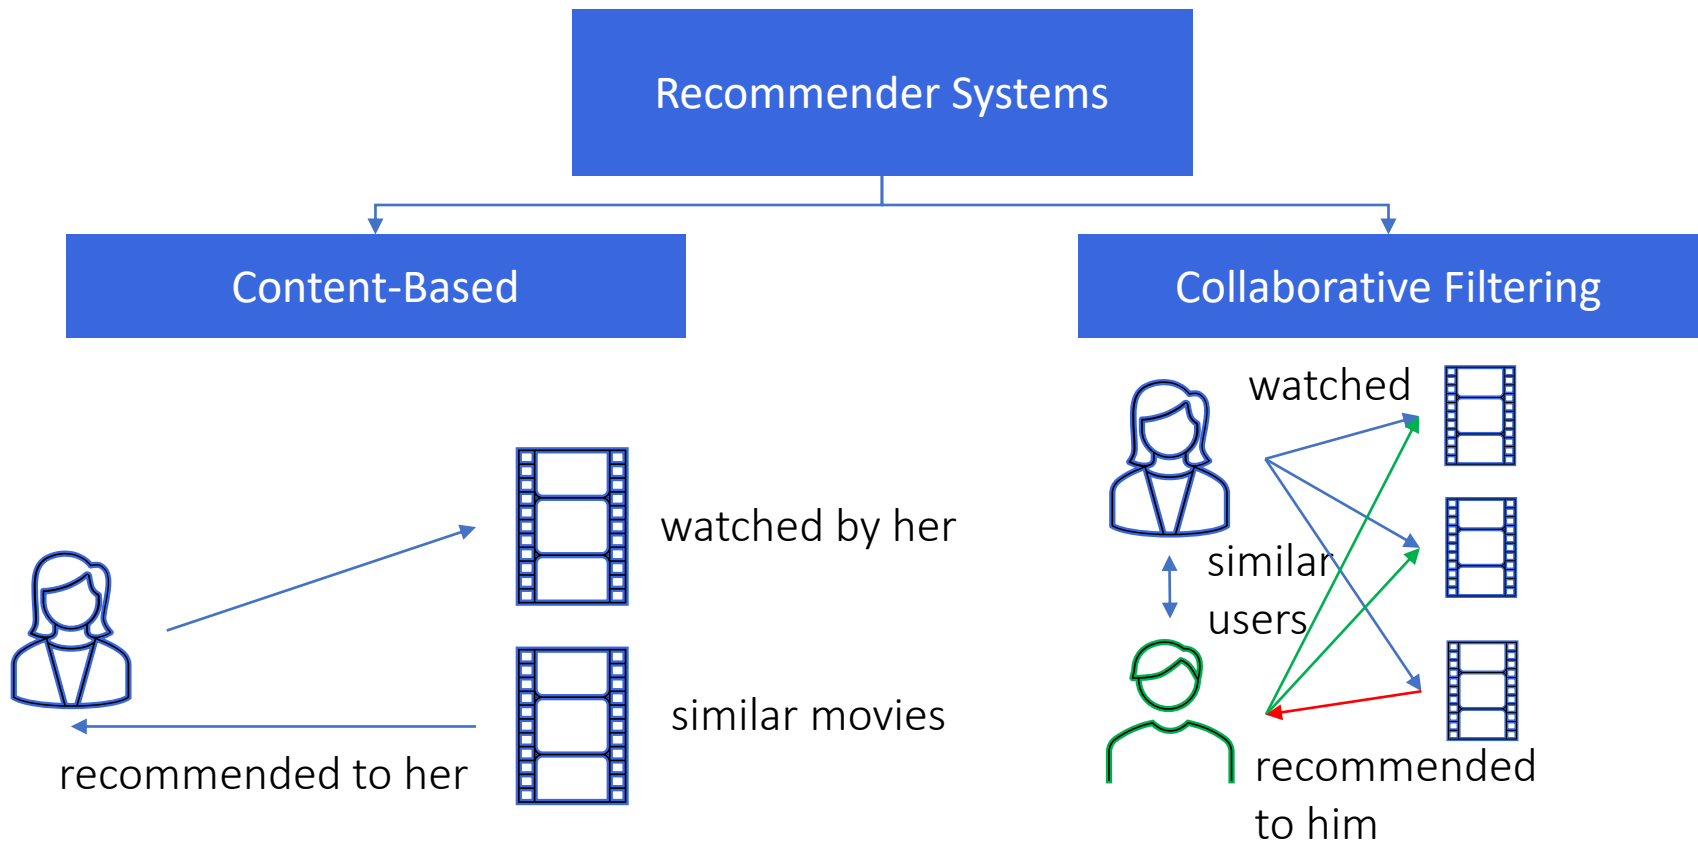 Recommender Systems
Content-Based
Collaborative Filtering
watched by her
similar movies
recommended to her
watched
similar
users
recommended
to him